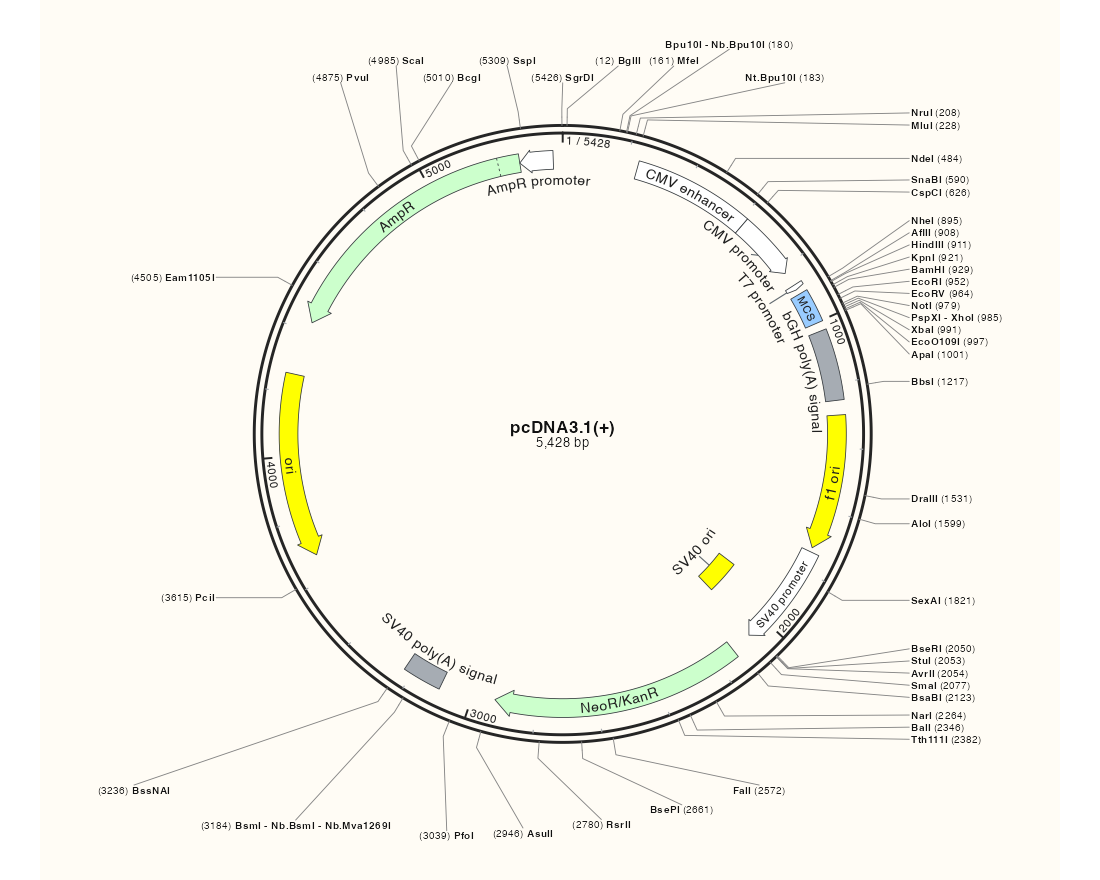 Bpu10I - Nb.Bpu10I (180)
(4985) ScaI
(5309) SspI
(12) BglII
(161) MfeI
(4875) PvuI
(5010) BcgI
(5426) SgrDI
Nt.Bpu10I (183)
NruI (208)
MluI (228)
1 / 5428
NdeI (484)
5000
SnaBI (590)
AmpR promoter
CMV enhancer
CspCI (626)
AmpR
NheI (895)
AflII (908)
HindIII (911)
CMV promoter
KpnI (921)
BamHI (929)
(4505) Eam1105I
EcoRI (952)
T7 promoter
EcoRV (964)
MCS
NotI (979)
PspXI - XhoI (985)
1000
XbaI (991)
EcoO109I (997)
ApaI (1001)
bGH poly(A) signal
BbsI (1217)
pcDNA3.1(+)
5,428 bp
ori
4000
f1 ori
DraIII (1531)
AloI (1599)
SV40 ori
SV40 promoter
(3615) PciI
SexAI (1821)
2000
SV40 poly(A) signal
BseRI (2050)
StuI (2053)
AvrII (2054)
SmaI (2077)
BsaBI (2123)
NeoR/KanR
3000
NarI (2264)
BalI (2346)
Tth111I (2382)
(3236) BssNAI
FalI (2572)
BsePI (2661)
(3184) BsmI - Nb.BsmI - Nb.Mva1269I
(3039) PfoI
(2946) AsuII
(2780) RsrII